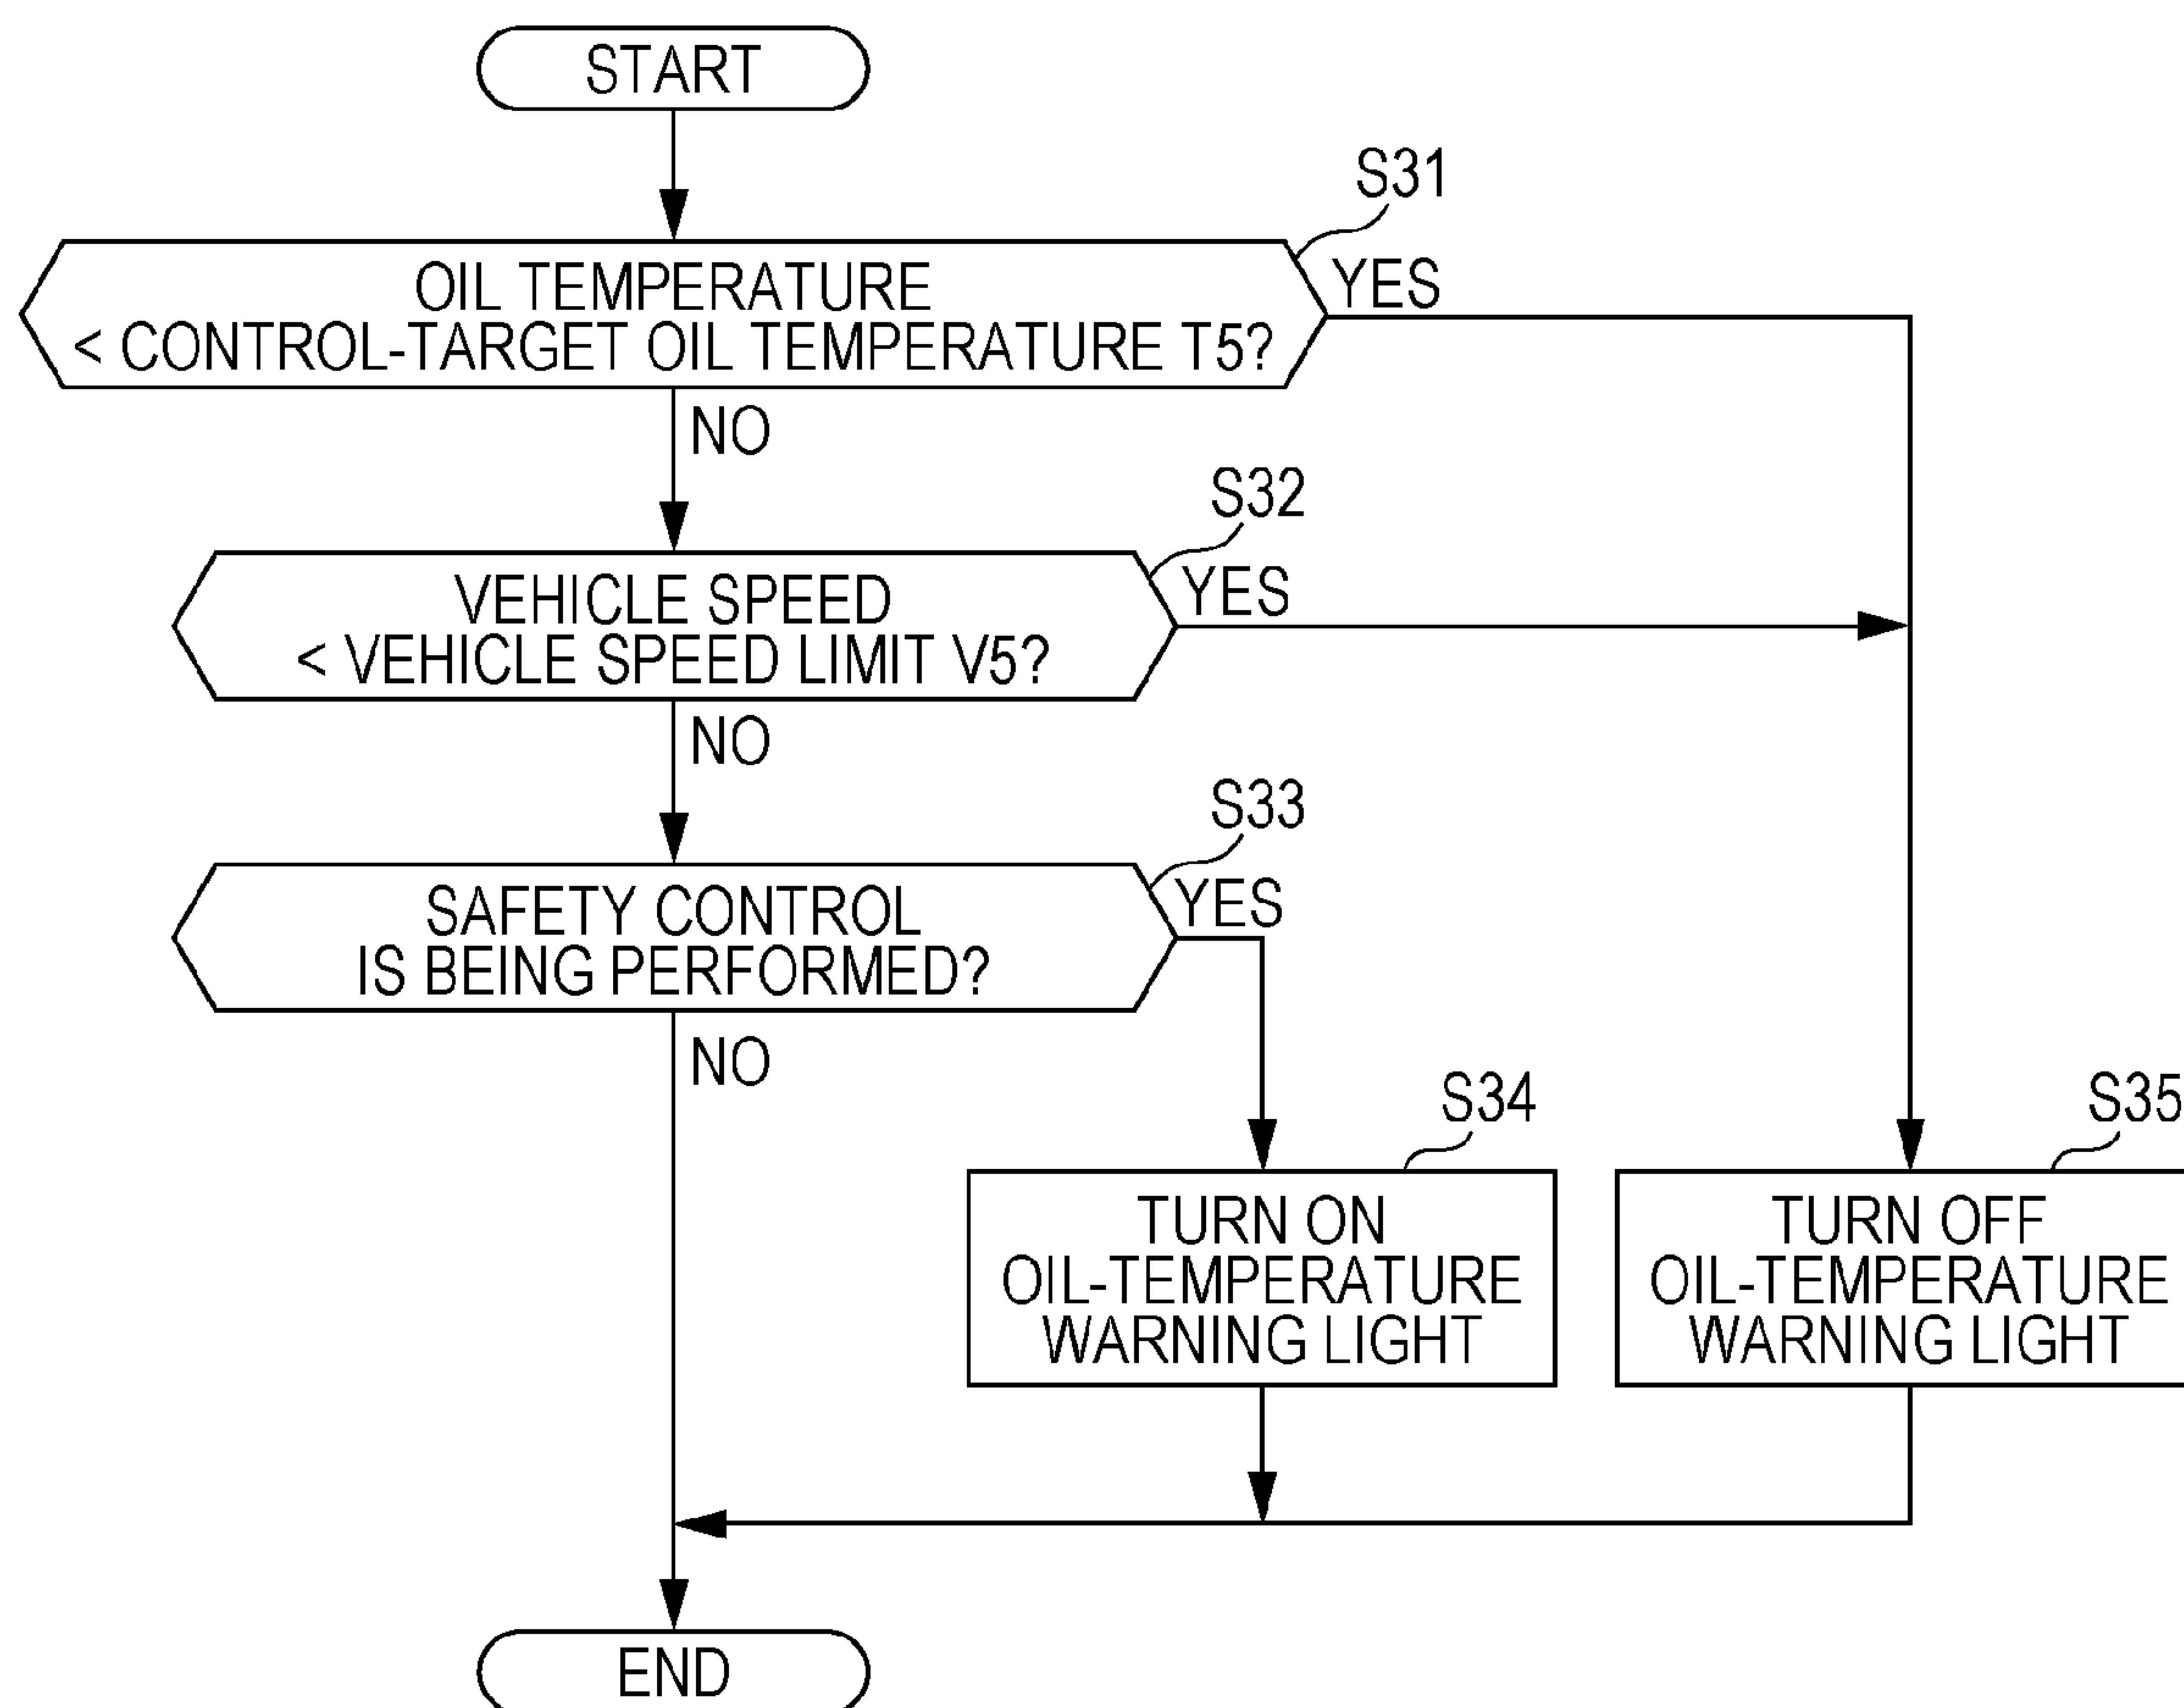 START
S31
OIL TEMPERATURE
< CONTROL-TARGET OIL TEMPERATURE T5?
YES
NO
S32
VEHICLE SPEED
< VEHICLE SPEED LIMIT V5?
YES
NO
S33
SAFETY CONTROL
IS BEING PERFORMED?
YES
NO
S34
TURN ON
OIL-TEMPERATURE
WARNING LIGHT
S35
TURN OFF
OIL-TEMPERATURE
WARNING LIGHT
END